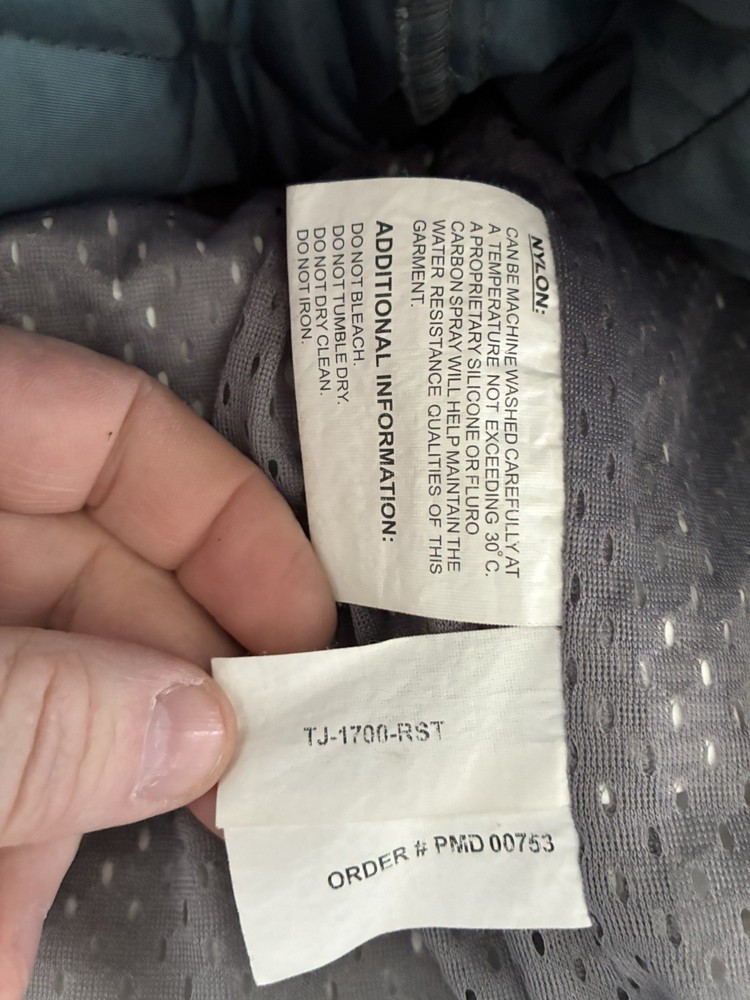 NYLON:
CAN BE MACHINE WASHED CAREFULLY AT
A TEMPERATURE NOT EXCEEDING 30°C.
A PROPRIETARY SILICONE OR FLURO
CARBON SPRAY WILL HELP MAINTAIN THE
WATER RESISTANCE QUALITIES OF THIS
GARMENT.
ADDITIONAL INFORMATION:
DO NOT BLEACH.
DO NOT TUMBLE DRY.
DO NOT DRY CLEAN.
DO NOT IRON.
TJ-1700-RST
ORDER # PMD 00753